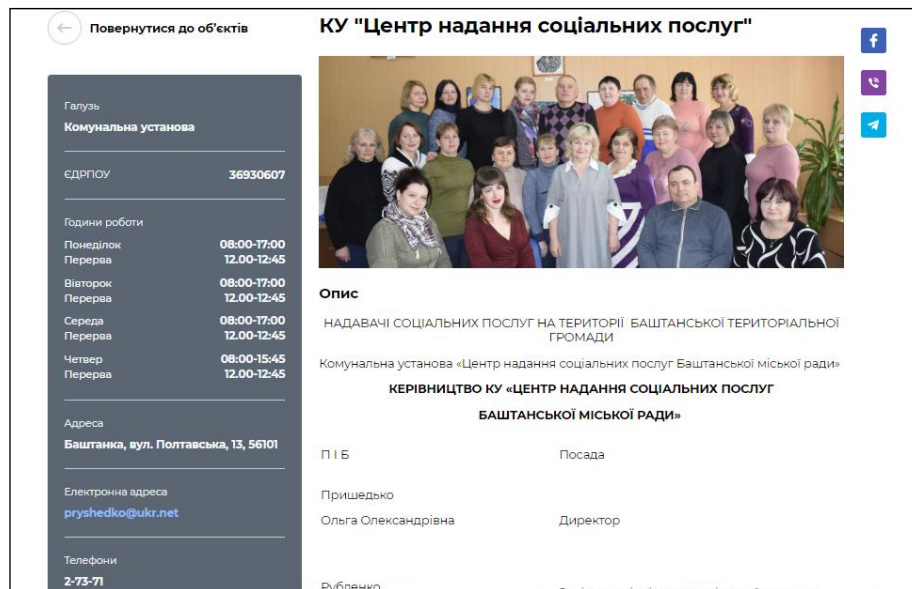 Повернутися до об'єктів
КУ "Центр надання соціальних послуг"
Галузь
Комунальна установа
ЄДРПОУ 36930607
Години роботи
Понеділок 08:00-17:00
Перерва 12.00-12:45
Вівторок 08:00-17:00
Перерва 12.00-12:45
Середа 08:00-17:00
Перерва 12.00-12:45
Четвер 08:00-15:45
Перерва 12.00-12:45
Адреса
Баштанка, вул. Полтавська, 13, 56101
Електронна адреса
pryshedko@ukr.net
Телефони
2-73-71
Опис
НАДАВАЧІ СОЦІАЛЬНИХ ПОСЛУГ НА ТЕРИТОРІЇ БАШТАНСЬКОЇ ТЕРИТОРІАЛЬНОЇ
ГРОМАДИ
Комунальна установа «Центр надання соціальних послуг Баштанської міської ради»
КЕРІВНИЦТВО КУ «ЦЕНТР НАДАННЯ СОЦІАЛЬНИХ ПОСЛУГ
БАШТАНСЬКОЇ МІСЬКОЇ РАДИ»
П І Б Посада
Пришедько
Ольга Олександрівна Директор
Рубленко